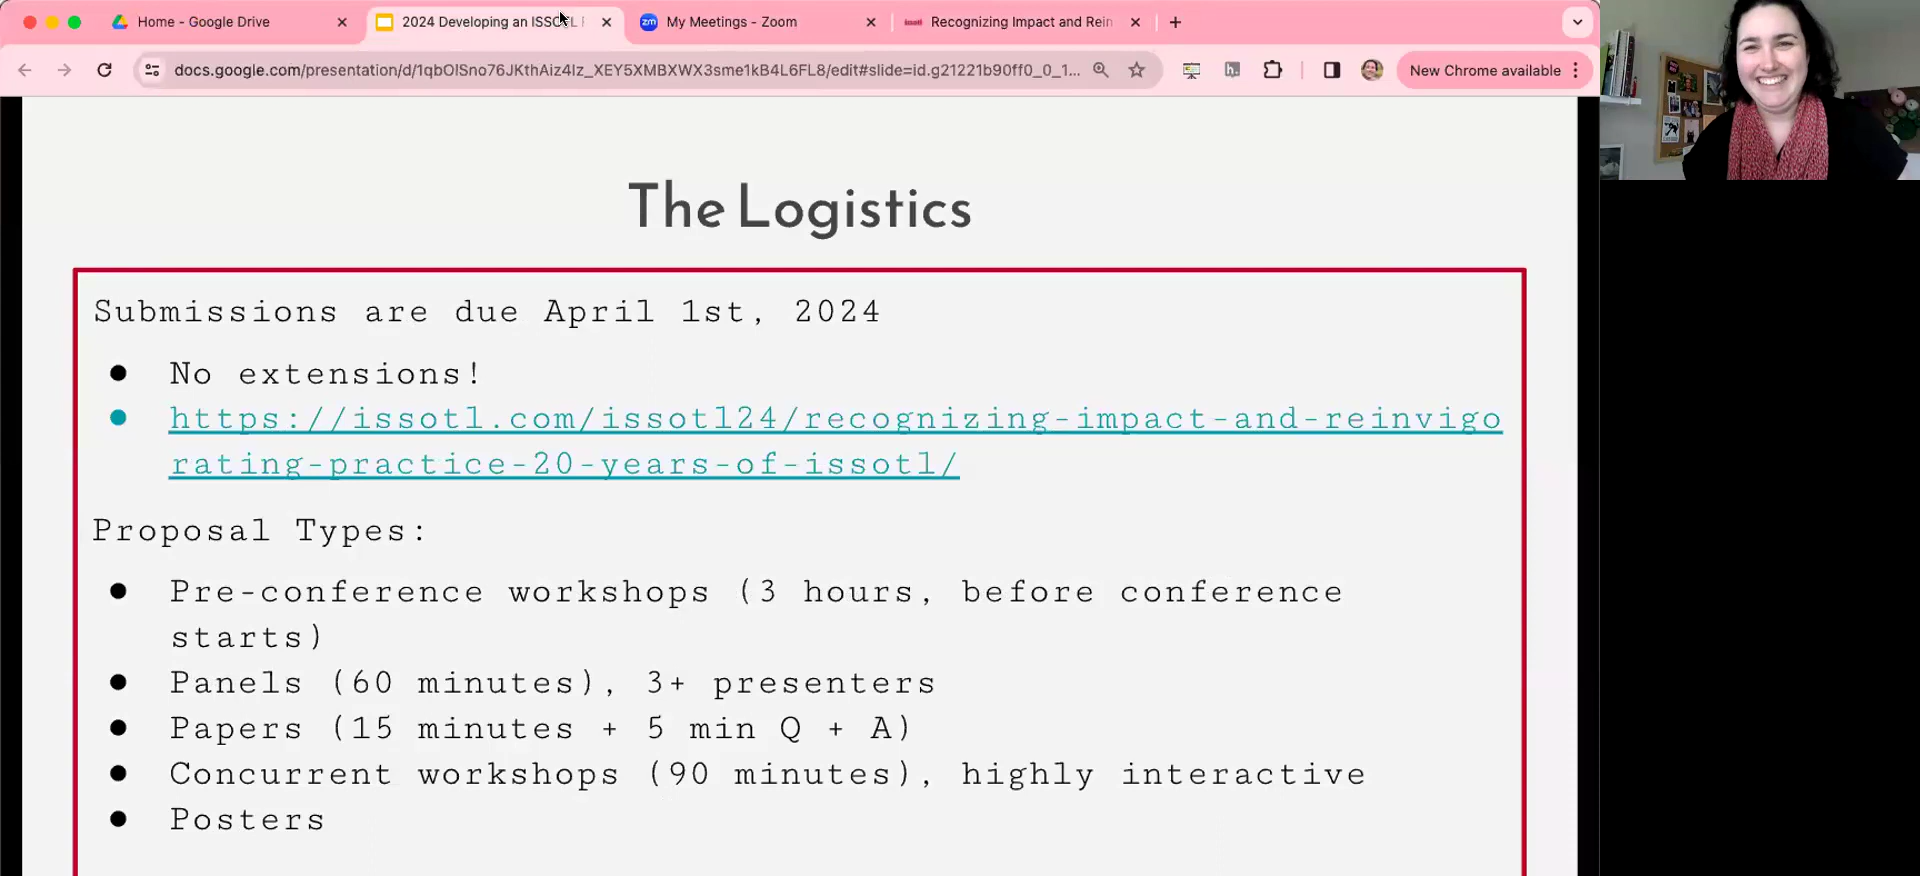 Home - Google Drive
2024 Developing an ISSOTL
My Meetings - Zoom
Recognizing Impact and Rein
docs.google.com/presentation/d/1qbOlSno76JKthAiz4lz_XEY5XMBXWX3sme1kB4L6FL8/edit#slide=id.g21221b90ff0_0_1...
New Chrome available
The Logistics
Submissions are due April 1st, 2024
● No extensions!
● https://issotl.com/issotl24/recognizing-impact-and-reinvigo
rating-practice-20-years-of-issotl/
Proposal Types:
● Pre-conference workshops (3 hours, before conference
starts)
● Panels (60 minutes), 3+ presenters
● Papers (15 minutes + 5 min Q + A)
● Concurrent workshops (90 minutes), highly interactive
● Posters